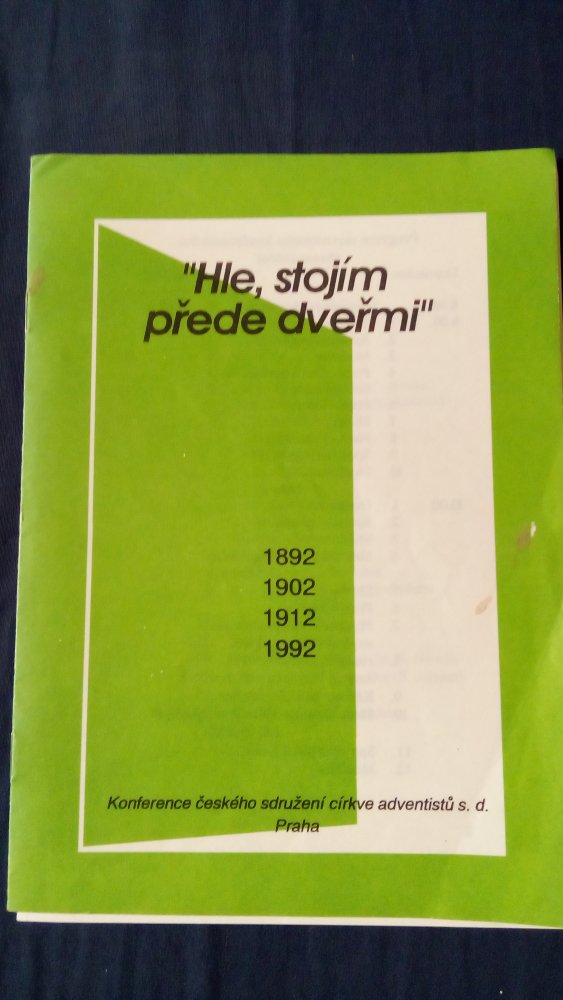 "Hle, stojím
přede dveřmi"
1892
1902
1912
1992
Konference českého sdružení církve adventistů s. d.
Praha